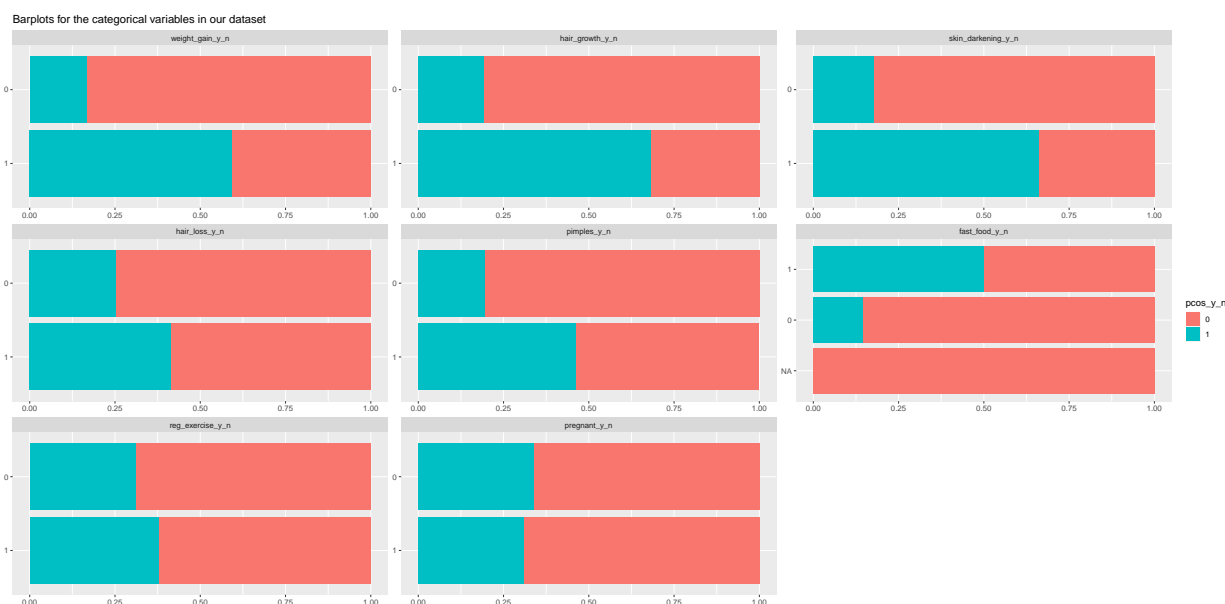 Barplots for the categorical variables in our dataset
weight_gain_y_n
0
1
0.00 0.25 0.50 0.75 1.00
hair_growth_y_n
0
1
0.00 0.25 0.50 0.75 1.00
skin_darkening_y_n
0
1
0.00 0.25 0.50 0.75 1.00
hair_loss_y_n
0
1
0.00 0.25 0.50 0.75 1.00
pimples_y_n
0
1
0.00 0.25 0.50 0.75 1.00
fast_food_y_n
1
0
NA
0.00 0.25 0.50 0.75 1.00
reg_exercise_y_n
0
1
0.00 0.25 0.50 0.75 1.00
pregnant_y_n
0
1
0.00 0.25 0.50 0.75 1.00
pcos_y_n
0
1